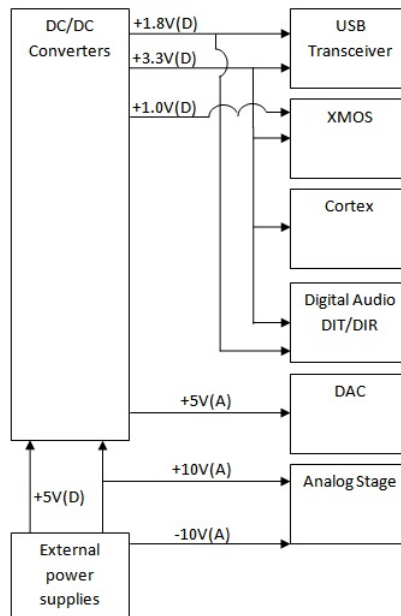 DC/DC
Converters
+1.8V(D)
USB
Transceiver
+3.3V(D)
+1.0V(D)
XMOS
Cortex
Digital Audio
DIT/DIR
+5V(A)
DAC
+10V(A)
Analog Stage
+5V(D)
-10V(A)
External
power
supplies